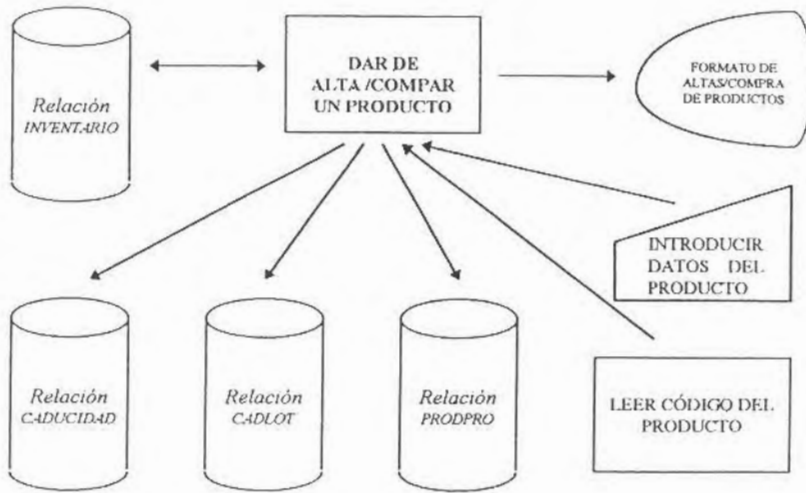 Relación
INVENTARIO
DAR DE
ALTA /COMPAR
UN PRODUCTO
FORMATO DE
ALTAS/COMPRA
DE PRODUCTOS
INTRODUCIR
DATOS DEL
PRODUCTO
Relación
CADUCIDAD
Relación
CADLOT
Relación
PRODPRO
LEER CÓDIGO DEL
PRODUCTO